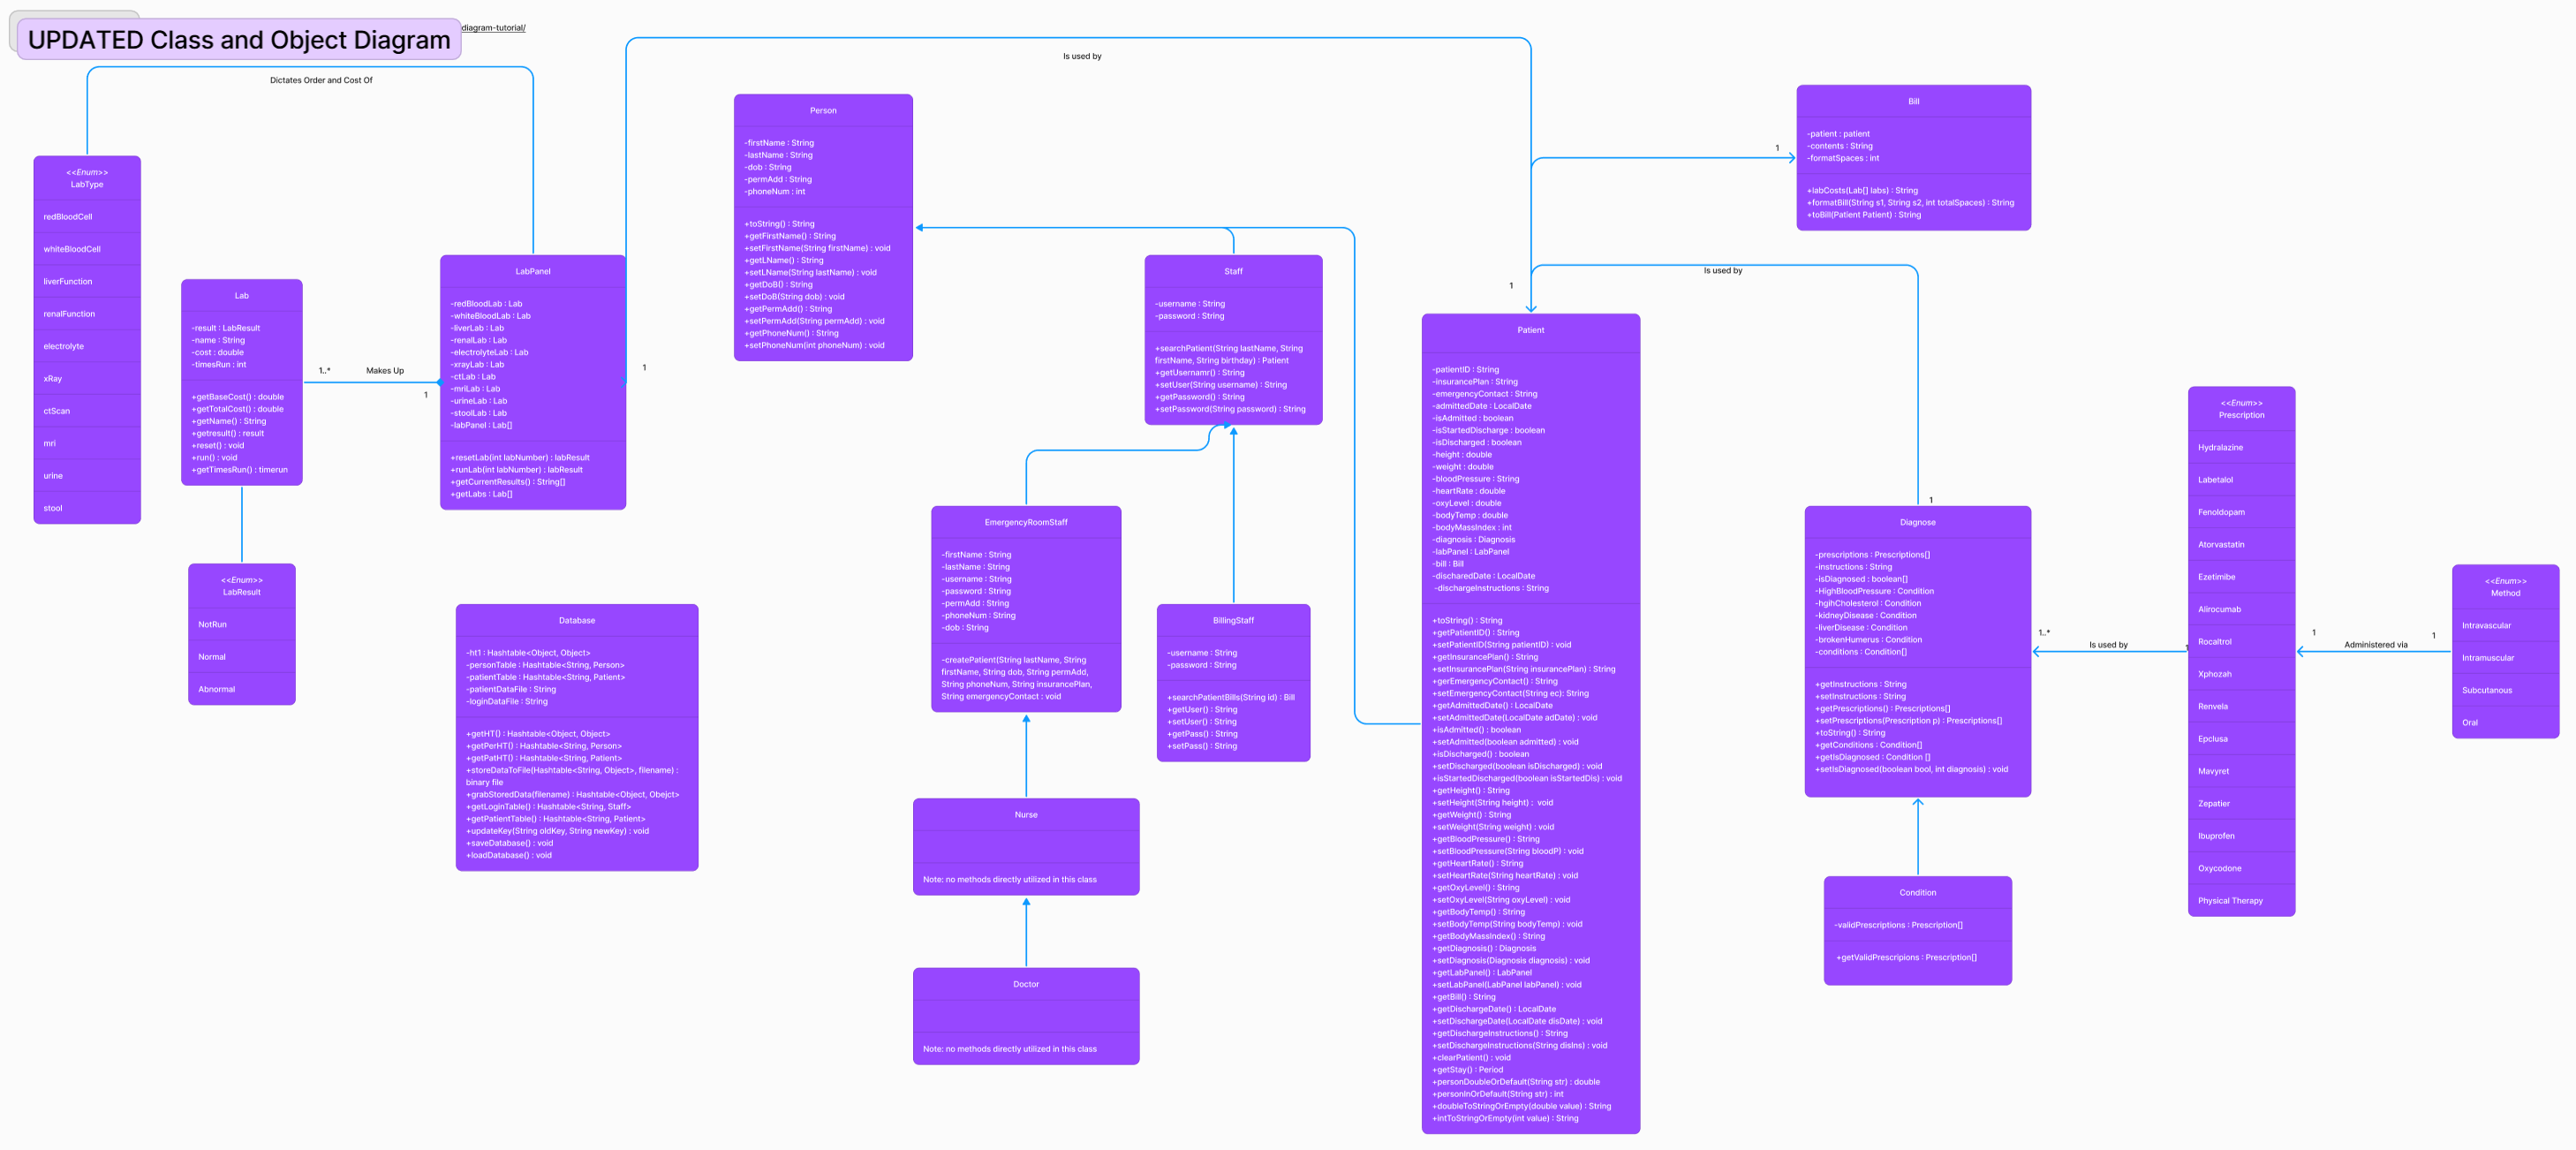 UPDATED Class and Object Diagram
diagram-tutorial/
Dictates Order and Cost Of
Is used by
<<Enum>>
LabType
redBloodCell
whiteBloodCell
liverFunction
renalFunction
electrolyte
xRay
ctScan
mri
urine
stool
Lab
-result : LabResult
-name : String
-cost : double
-timesRun : int
+getBaseCost() : double
+getTotalCost() : double
+getName() : String
+getresult() : result
+reset() : void
+run() : void
+getTimesRun() : timerun
1..*
Makes Up
1
<<Enum>>
LabResult
NotRun
Normal
Abnormal
LabPanel
-redBloodLab : Lab
-whiteBloodLab : Lab
-liverLab : Lab
-renalLab : Lab
-electrolyteLab : Lab
-xrayLab : Lab
-ctLab : Lab
-mriLab : Lab
-urineLab : Lab
-stoolLab : Lab
-labPanel : Lab[]
+resetLab(int labNumber) : labResult
+runLab(int labNumber) : labResult
+getCurrentResults() : String[]
+getLabs : Lab[]
1
Database
-ht1 : Hashtable<Object, Object>
-personTable : Hashtable<String, Person>
-patientTable : Hashtable<String, Patient>
-patientDataFile : String
-loginDataFile : String
+getHT() : Hashtable<Object, Object>
+getPerHT() : Hashtable<String, Person>
+getPatHT() : Hashtable<String, Patient>
+storeDataToFile(Hashtable<String, Object>, filename) :
binary file
+grabStoredData(filename) : Hashtable<Object, Obejct>
+getLoginTable() : Hashtable<String, Staff>
+getPatientTable() : Hashtable<String, Patient>
+updateKey(String oldKey, String newKey) : void
+saveDatabase() : void
+loadDatabase() : void
Person
-firstName : String
-lastName : String
-dob : String
-permAdd : String
-phoneNum : int
+toString() : String
+getFirstName() : String
+setFirstName(String firstName) : void
+getLName() : String
+setLName(String lastName) : void
+getDoB() : String
+setDoB(String dob) : void
+getPermAdd() : String
+setPermAdd(String permAdd) : void
+getPhoneNum() : String
+setPhoneNum(int phoneNum) : void
Staff
-username : String
-password : String
+searchPatient(String lastName, String
firstName, String birthday) : Patient
+getUsernamr() : String
+setUser(String username) : String
+getPassword() : String
+setPassword(String password) : String
EmergencyRoomStaff
-firstName : String
-lastName : String
-username : String
-password : String
-permAdd : String
-phoneNum : String
-dob : String
-createPatient(String lastName, String
firstName, String dob, String permAdd,
String phoneNum, String insurancePlan,
String emergencyContact : void
BillingStaff
-username : String
-password : String
+searchPatientBills(String id) : Bill
+getUser() : String
+setUser() : String
+getPass() : String
+setPass() : String
Nurse
Note: no methods directly utilized in this class
Doctor
Note: no methods directly utilized in this class
1
Patient
-patientID : String
-insurancePlan : String
-emergencyContact : String
-admittedDate : LocalDate
-isAdmitted : boolean
-isStartedDischarge : boolean
-isDischarged : boolean
-height : double
-weight : double
-bloodPressure : String
-heartRate : double
-oxyLevel : double
-bodyTemp : double
-bodyMassIndex : int
-diagnosis : Diagnosis
-labPanel : LabPanel
-bill : Bill
-discharedDate : LocalDate
-dischargeInstructions : String
+toString() : String
+getPatientID() : String
+setPatientID(String patientID) : void
+getInsurancePlan() : String
+setInsurancePlan(String insurancePlan) : String
+gerEmergencyContact() : String
+setEmergencyContact(String ec): String
+getAdmittedDate() : LocalDate
+setAdmittedDate(LocalDate adDate) : void
+isAdmitted() : boolean
+setAdmitted(boolean admitted) : void
+isDischarged() : boolean
+setDischarged(boolean isDischarged) : void
+isStartedDischarged(boolean isStartedDis) : void
+getHeight() : String
+setHeight(String height) : void
+getWeight() : String
+setWeight(String weight) : void
+getBloodPressure() : String
+setBloodPressure(String bloodP) : void
+getHeartRate() : String
+setHeartRate(String heartRate) : void
+getOxyLevel() : String
+setOxyLevel(String oxyLevel) : void
+getBodyTemp() : String
+setBodyTemp(String bodyTemp) : void
+getBodyMassIndex() : String
+getDiagnosis() : Diagnosis
+setDiagnosis(Diagnosis diagnosis) : void
+getLabPanel() : LabPanel
+setLabPanel(LabPanel labPanel) : void
+getBill() : String
+getDischargeDate() : LocalDate
+setDischargeDate(LocalDate disDate) : void
+getDischargeInstructions() : String
+setDischargeInstructions(String disIns) : void
+clearPatient() : void
+getStay() : Period
+personDoubleOrDefault(String str) : double
+personInOrDefault(String str) : int
+doubleToStringOrEmpty(double value) : String
+intToStringOrEmpty(int value) : String
1
Bill
-patient : patient
-contents : String
-formatSpaces : int
+labCosts(Lab[] labs) : String
+formatBill(String s1, String s2, int totalSpaces) : String
+toBill(Patient Patient) : String
Is used by
1
Diagnose
-prescriptions : Prescriptions[]
-instructions : String
-isDiagnosed : boolean[]
-HighBloodPressure : Condition
-hgihCholesterol : Condition
-kidneyDisease : Condition
-liverDisease : Condition
-brokenHumerus : Condition
-conditions : Condition[]
+getInstructions : String
+setInstructions : String
+getPrescriptions() : Prescriptions[]
+setPrescriptions(Prescription p) : Prescriptions[]
+toString() : String
+getConditions : Condition[]
+getIsDiagnosed : Condition []
+setIsDiagnosed(boolean bool, int diagnosis) : void
Condition
-validPrescriptions : Prescription[]
+getValidPrescripions : Prescription[]
1..*
Is used by
1
<<Enum>>
Prescription
Hydralazine
Labetalol
Fenoldopam
Atorvastatin
Ezetimibe
Alirocumab
Rocaltrol
Xphozah
Renvela
Epclusa
Mavyret
Zepatier
Ibuprofen
Oxycodone
Physical Therapy
1
Administered via
1
<<Enum>>
Method
Intravascular
Intramuscular
Subcutanous
Oral